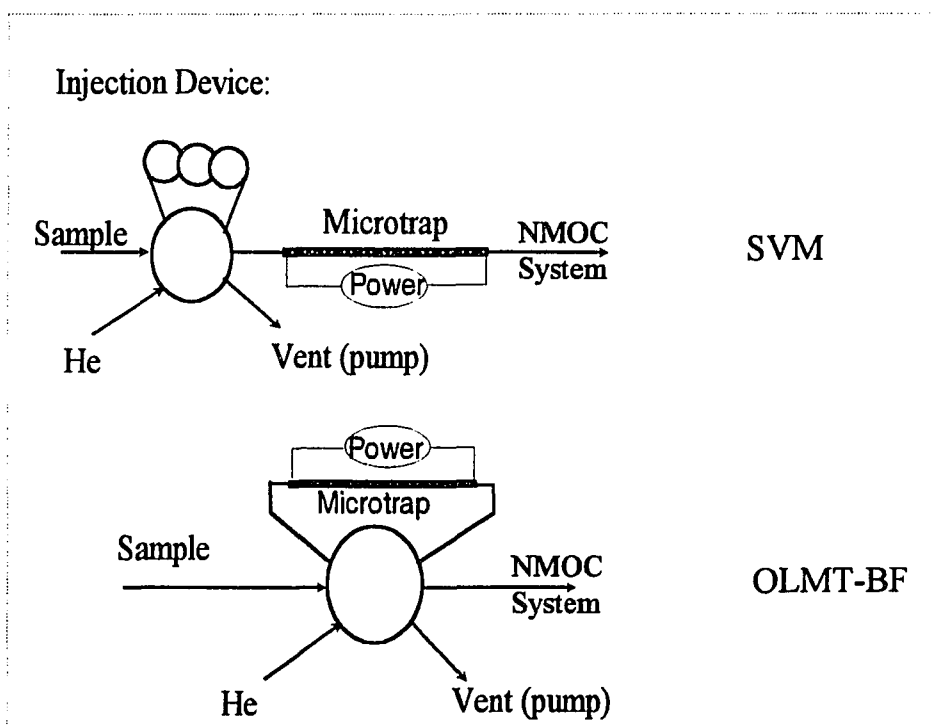 Injection Device:
Sample
Microtrap
NMOC
System
Power
SVM
He
Vent (pump)
Power
Microtrap
Sample
NMOC
System
OLMT-BF
He
Vent (pump)